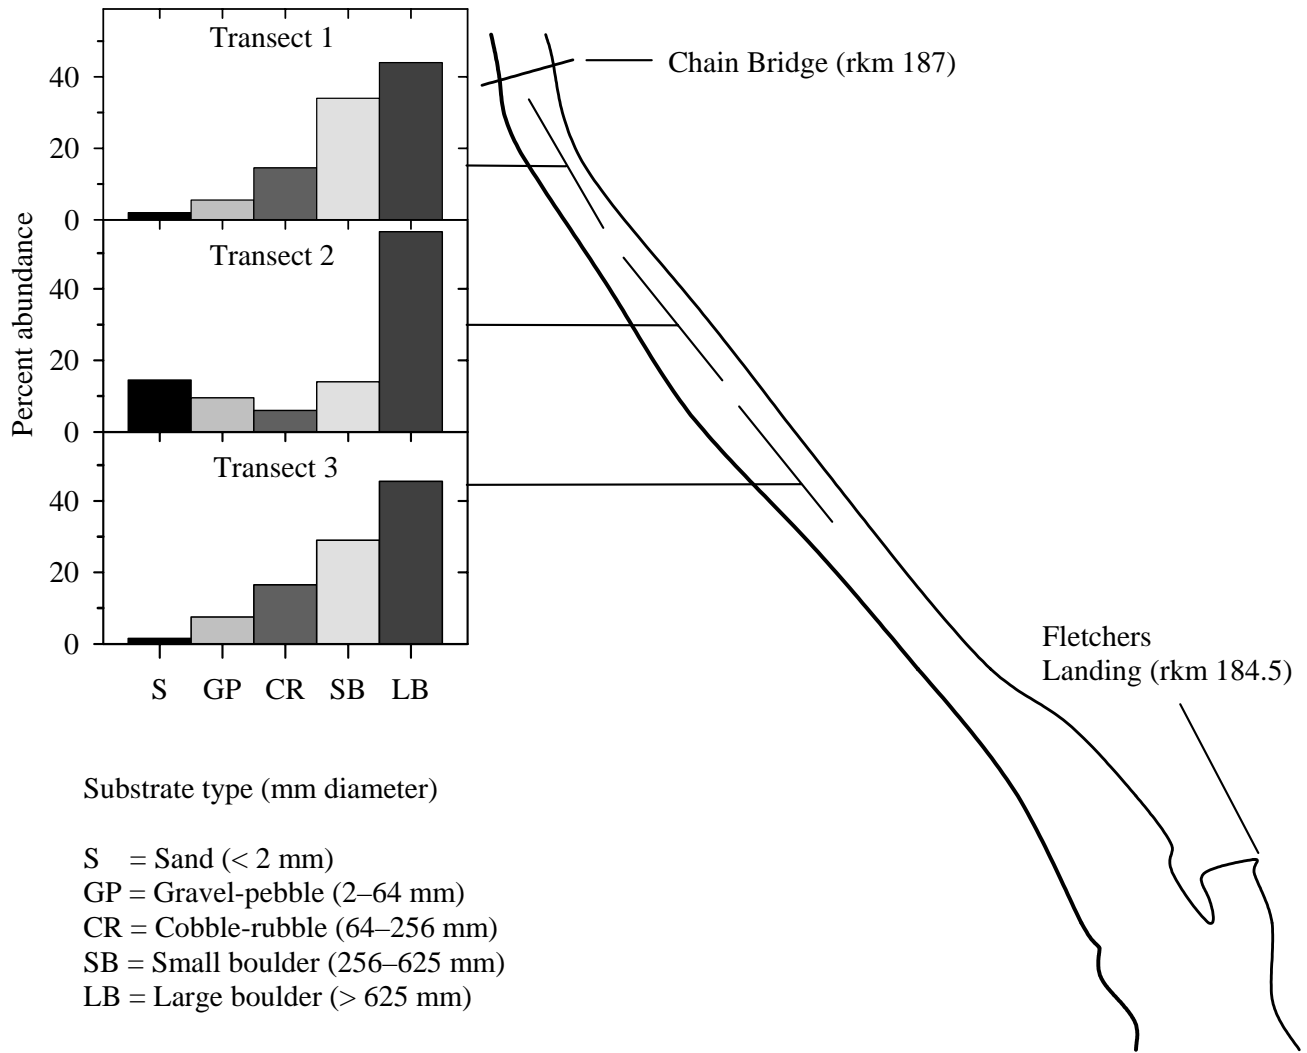 Transect 1
40
20
0
Transect 2
40
20
0
Transect 3
40
20
0
Percent abundance
S GP CR SB LB
Chain Bridge (rkm 187)
Fletchers
Landing (rkm 184.5)
Substrate type (mm diameter)
S = Sand (< 2 mm)
GP = Gravel-pebble (2–64 mm)
CR = Cobble-rubble (64–256 mm)
SB = Small boulder (256–625 mm)
LB = Large boulder (> 625 mm)